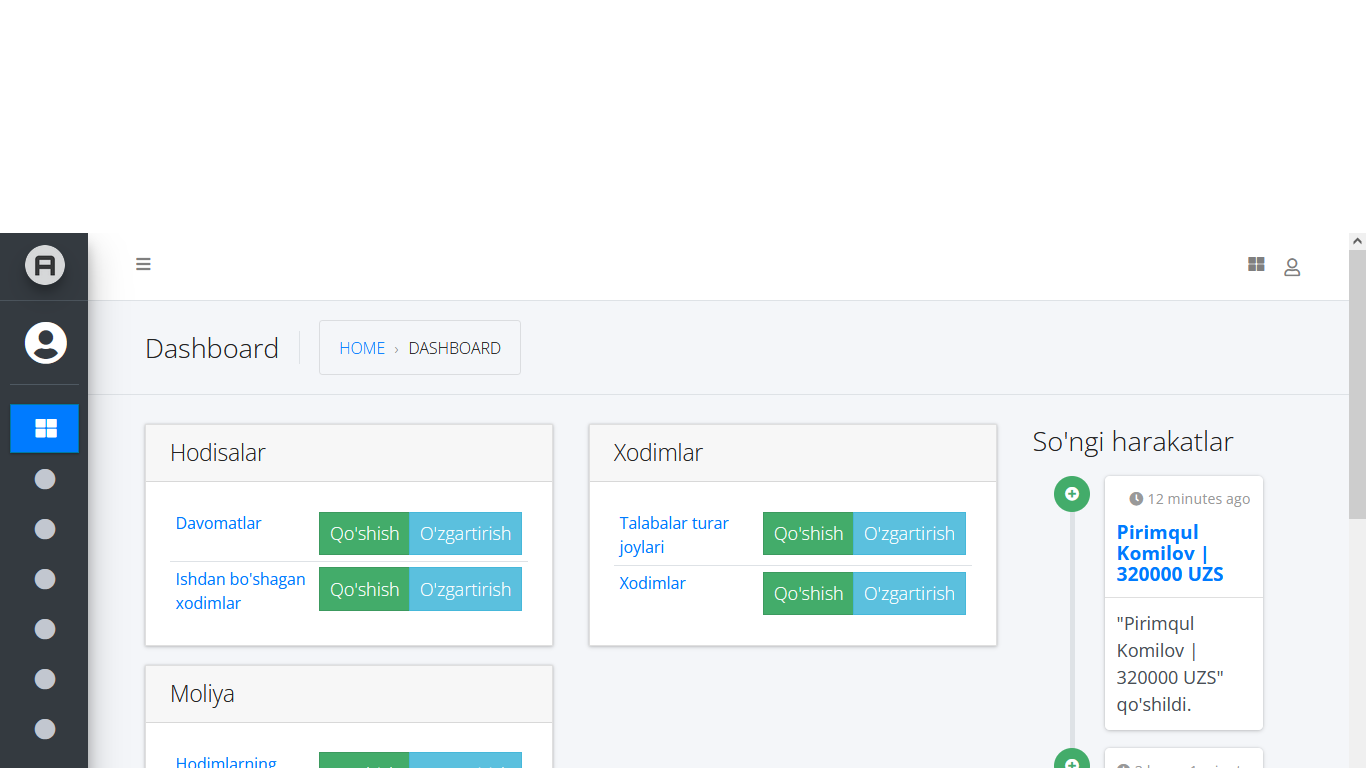 Dashboard
HOME › DASHBOARD
Hodisalar
Davomatlar
Qo'shish O'zgartirish
Ishdan bo'shagan
xodimlar
Qo'shish O'zgartirish
Xodimlar
Talabalar turar
joylari
Qo'shish O'zgartirish
Xodimlar
Qo'shish O'zgartirish
Moliya
Hodimlarning
So'ngi harakatlar
12 minutes ago
Pirimqul
Komilov |
320000 UZS
"Pirimqul
Komilov |
320000 UZS"
qo'shildi.